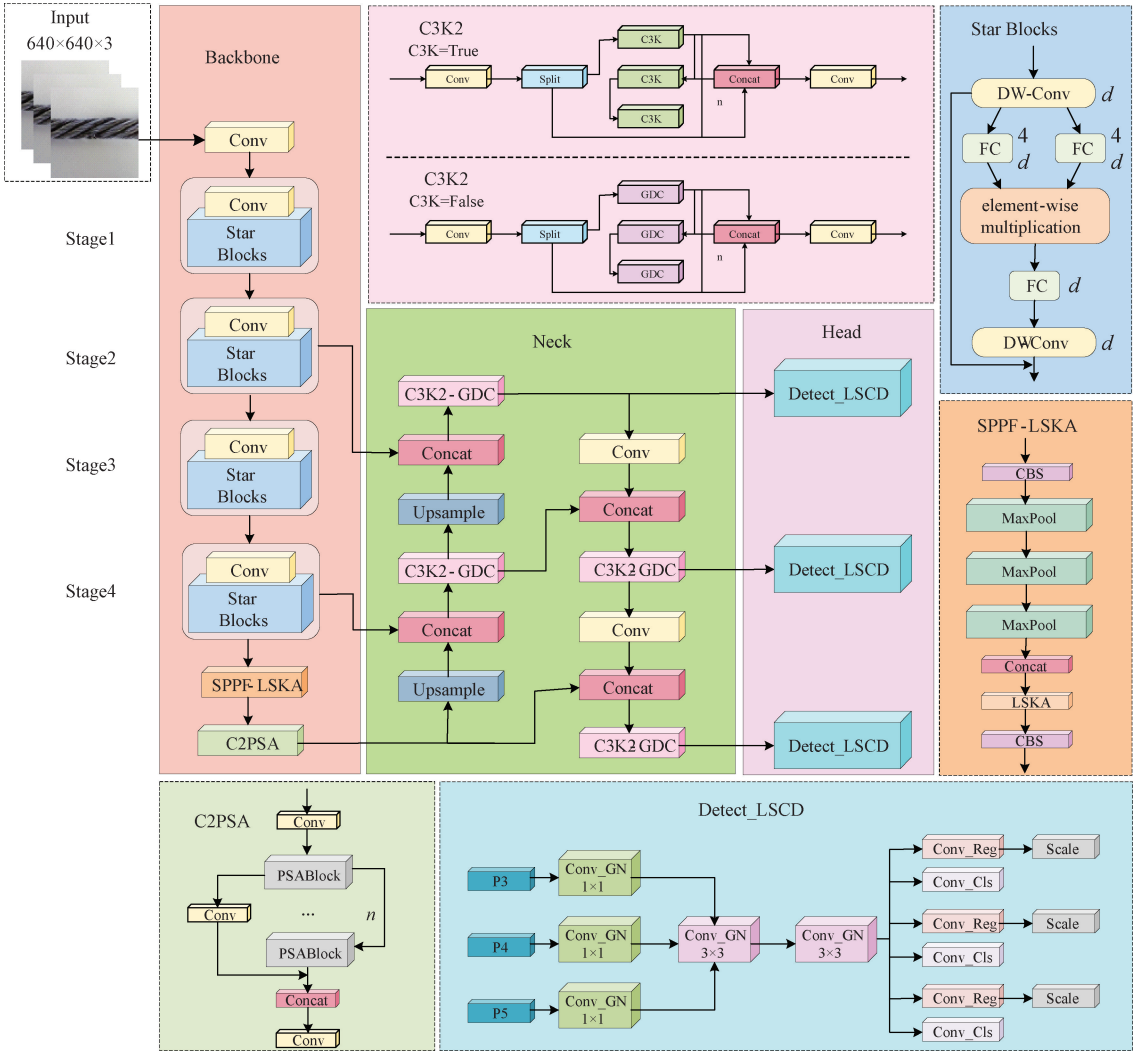 Input
640×640×3
Backbone
Conv
Stage1
Conv
Star
Blocks
Stage2
Conv
Star
Blocks
Stage3
Conv
Star
Blocks
Stage4
Conv
Star
Blocks
SPPF-LSKA
C2PSA
C3K2
C3K=True
Conv
Split
C3K
C3K
C3K
n
Concat
Conv
C3K2
C3K=False
Conv
Split
GDC
GDC
GDC
n
Concat
Conv
Neck
C3K2-GDC
Concat
Upsample
C3K2-GDC
Concat
Upsample
Conv
Concat
C3K2-GDC
Conv
Concat
C3K2-GDC
Head
Detect_LSCD
Detect_LSCD
Detect_LSCD
Star Blocks
DW-Conv d
FC 4 d
FC 4 d
element-wise
multiplication
FC d
DWConv d
SPPF-LSKA
CBS
MaxPool
MaxPool
MaxPool
Concat
LSKA
CBS
C2PSA
Conv
PSABlock
Conv
... n
PSABlock
Concat
Conv
Detect_LSCD
P3
Conv_GN
1×1
P4
Conv_GN
1×1
P5
Conv_GN
1×1
Conv_GN
3×3
Conv_GN
3×3
Conv_Reg Scale
Conv_Cls
Conv_Reg Scale
Conv_Cls
Conv_Reg Scale
Conv_Cls